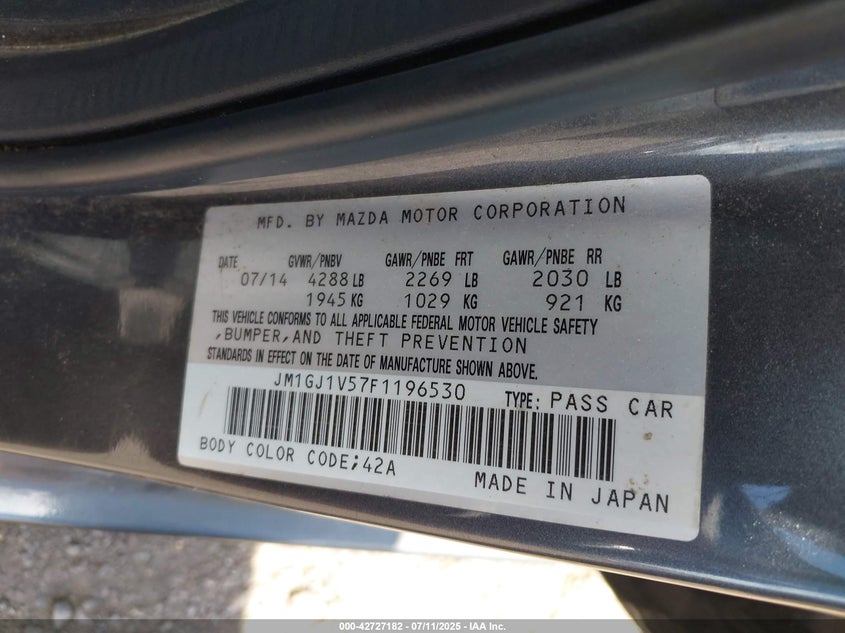 MFD. BY MAZDA MOTOR CORPORATION
DATE GVWR/PNBV GAWR/PNBE FRT GAWR/PNBE RR
07/14 4288 LB 2269 LB 2030 LB
1945 KG 1029 KG 921 KG
THIS VEHICLE CONFORMS TO ALL APPLICABLE FEDERAL MOTOR VEHICLE SAFETY
,BUMPER,AND THEFT PREVENTION
STANDARDS IN EFFECT ON THE DATE OF MANUFACTURE SHOWN ABOVE.
JM1GJ1V57F1196530 TYPE: PASS CAR
BODY COLOR CODE;42A
MADE IN JAPAN
000-42727182 - 07/11/2025 - IAA Inc.